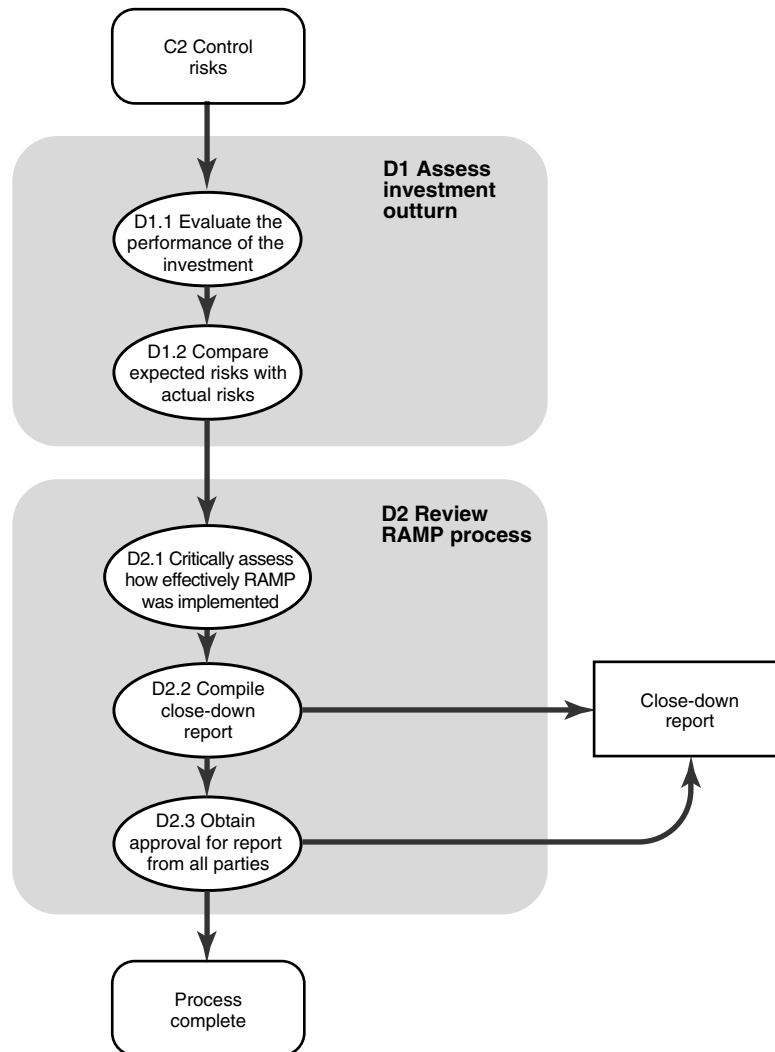 C2 Control
risks
D1 Assess
investment
outturn
D1.1 Evaluate the
performance of the
investment
D1.2 Compare
expected risks with
actual risks
D2 Review
RAMP process
D2.1 Critically assess
how effectively RAMP
was implemented
D2.2 Compile
close-down
report
Close-down
report
D2.3 Obtain
approval for report
from all parties
Process
complete